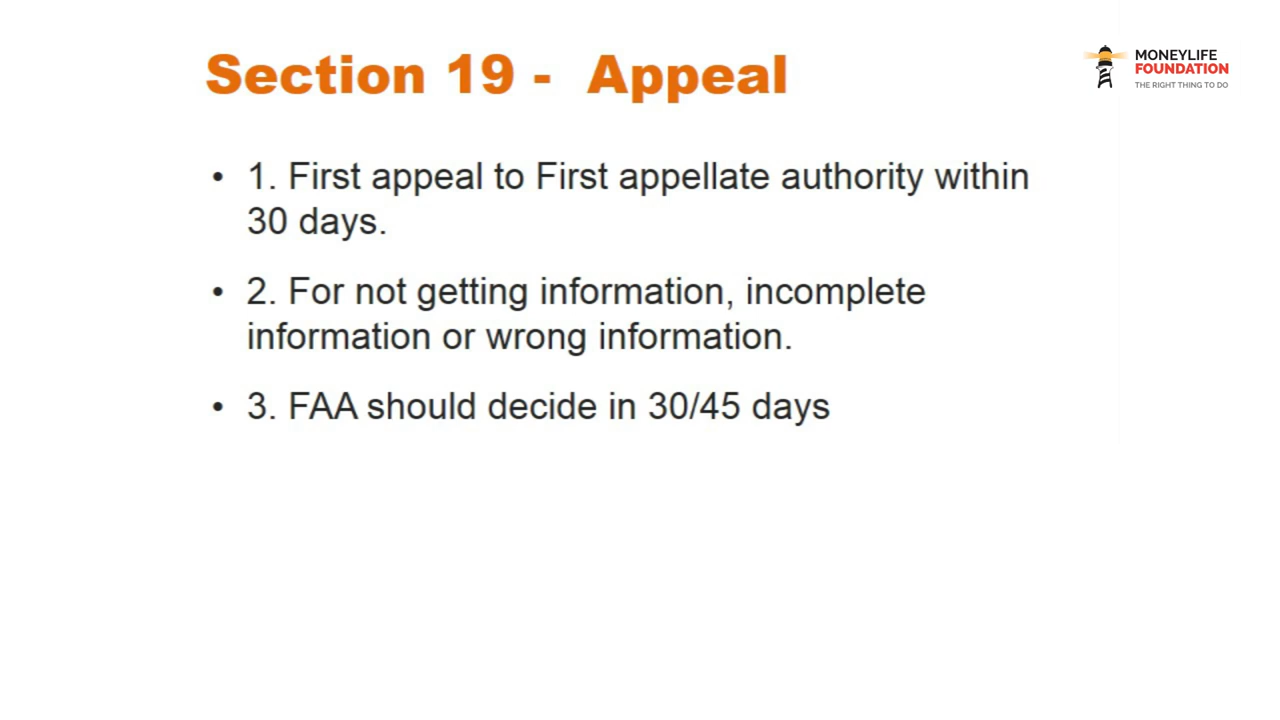 Section 19 - Appeal
MONEYLIFE
FOUNDATION
THE RIGHT THING TO DO
• 1. First appeal to First appellate authority within
30 days.
• 2. For not getting information, incomplete
information or wrong information.
• 3. FAA should decide in 30/45 days